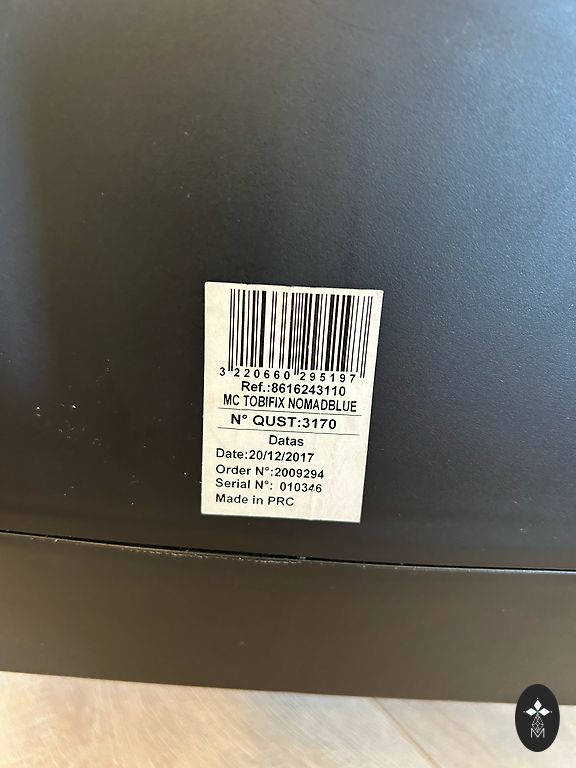 3 220660 295197
Ref.:8616243110
MC TOBIFIX NOMADBLUE
N° QUST:3170
Datas
Date:20/12/2017
Order N°:2009294
Serial N°: 010346
Made in PRC
M